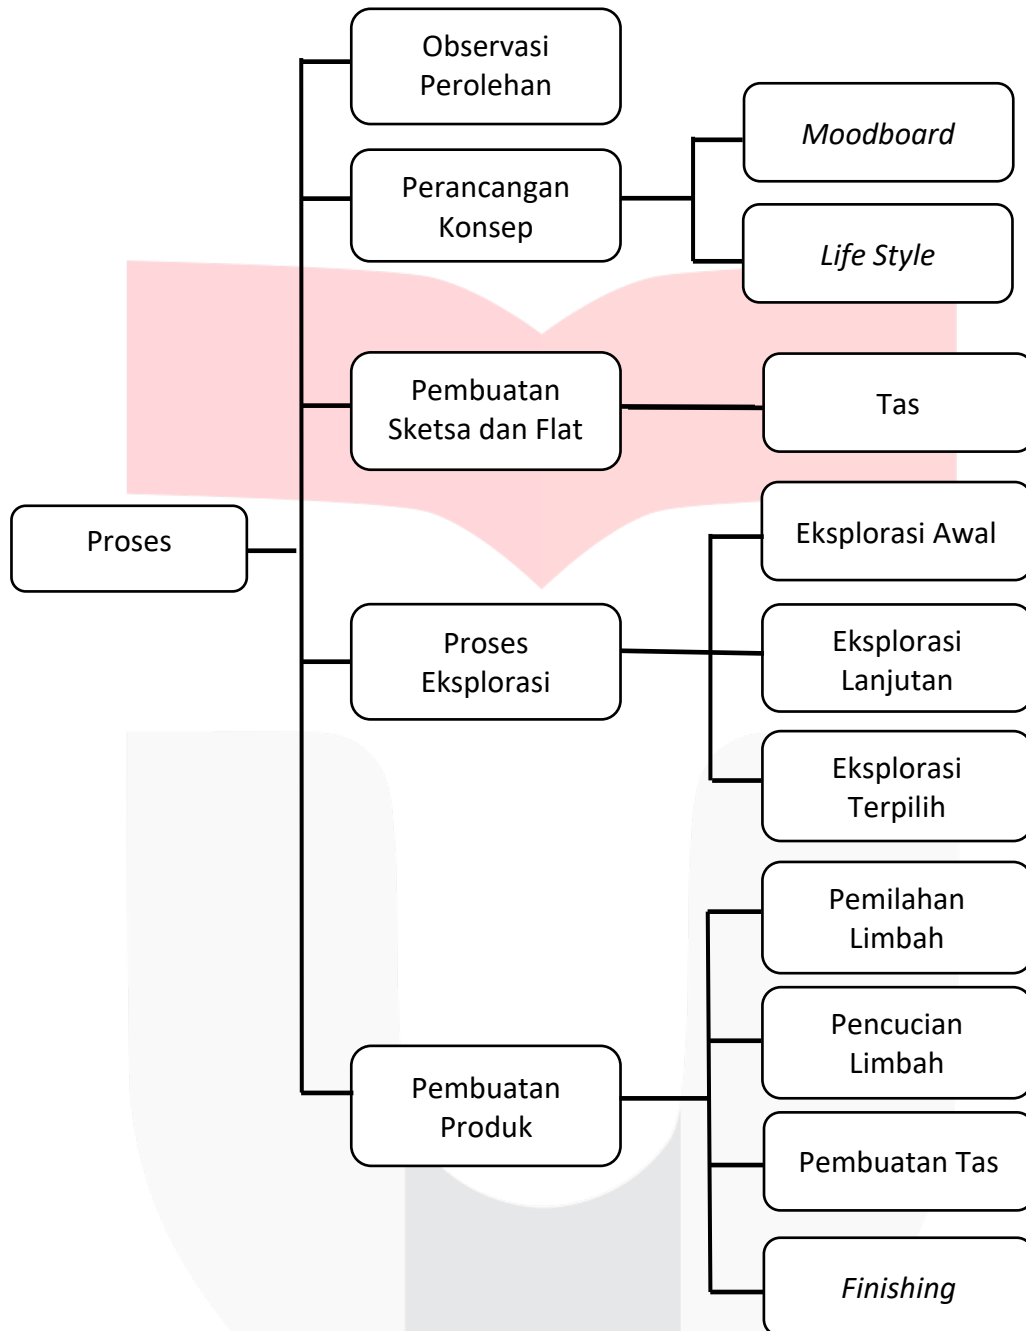 Observasi
Perolehan
Perancangan
Konsep
Moodboard
Life Style
Pembuatan
Sketsa dan Flat
Tas
Proses
Proses
Eksplorasi
Eksplorasi Awal
Eksplorasi
Lanjutan
Eksplorasi
Terpilih
Pembuatan
Produk
Pemilahan
Limbah
Pencucian
Limbah
Pembuatan Tas
Finishing